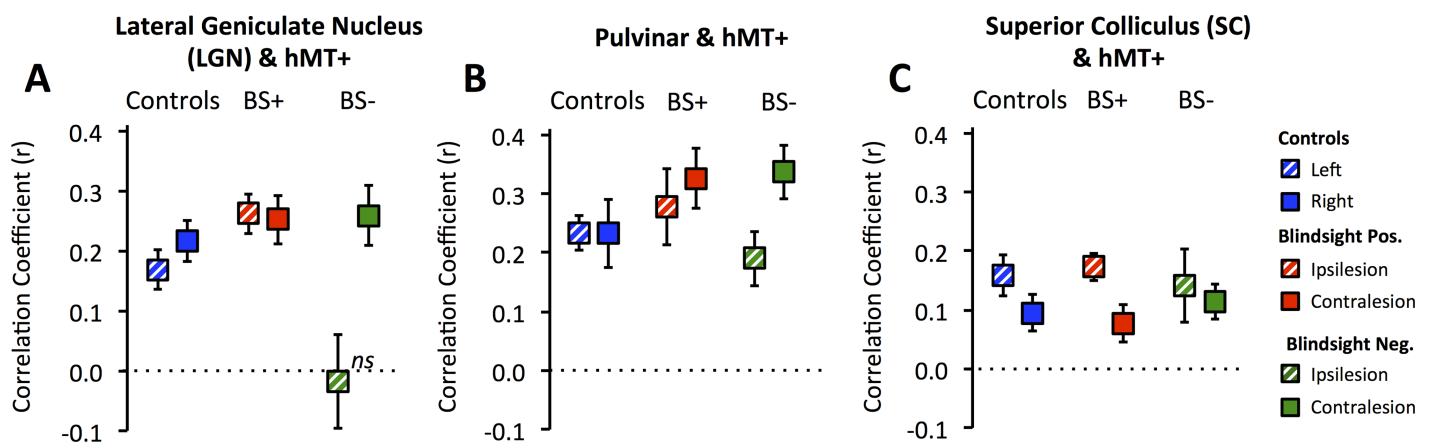 Lateral Geniculate Nucleus
(LGN) & hMT+
A
Controls BS+ BS-
Correlation Coefficient (r)
0.4
0.3
0.2
0.1
0.0
-0.1
ns
Pulvinar & hMT+
B
Controls BS+ BS-
Correlation Coefficient (r)
0.4
0.3
0.2
0.1
0.0
-0.1
Superior Colliculus (SC)
& hMT+
C
Controls BS+ BS-
Correlation Coefficient (r)
0.4
0.3
0.2
0.1
0.0
-0.1
Controls
Left
Right
Blindsight Pos.
Ipsilesion
Contralesion
Blindsight Neg.
Ipsilesion
Contralesion